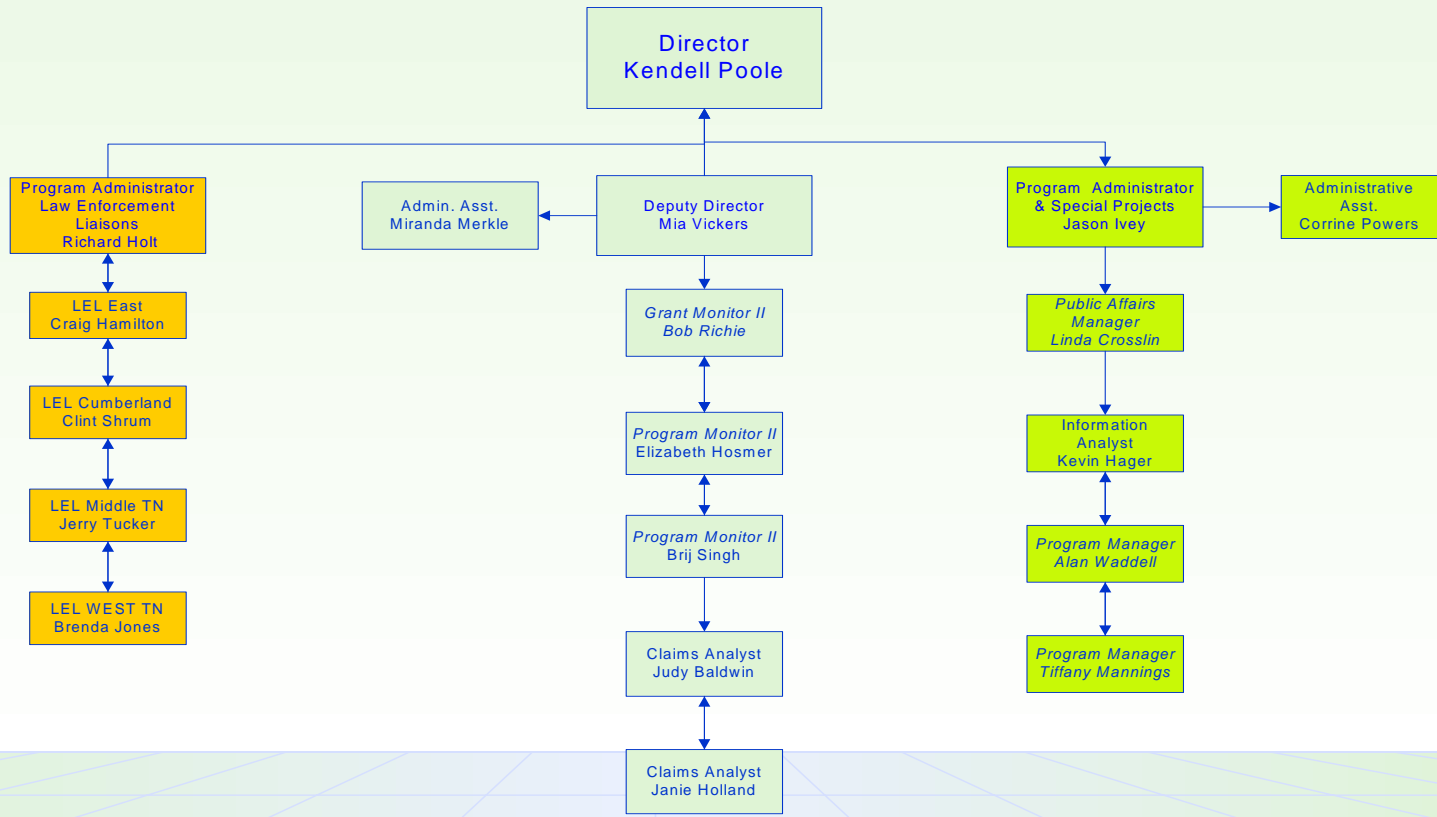 Director
Kendell Poole
Program Administrator
Law Enforcement
Liaisons
Richard Holt
Admin. Asst.
Miranda Merkle
Deputy Director
Mia Vickers
Program Administrator
& Special Projects
Jason Ivey
Administrative
Asst.
Corrine Powers
LEL East
Craig Hamilton
LEL Cumberland
Clint Shrum
LEL Middle TN
Jerry Tucker
LEL WEST TN
Brenda Jones
Grant Monitor II
Bob Richie
Program Monitor II
Elizabeth Hosmer
Program Monitor II
Brij Singh
Claims Analyst
Judy Baldwin
Claims Analyst
Janie Holland
Public Affairs
Manager
Linda Crosslin
Information
Analyst
Kevin Hager
Program Manager
Alan Waddell
Program Manager
Tiffany Mannings